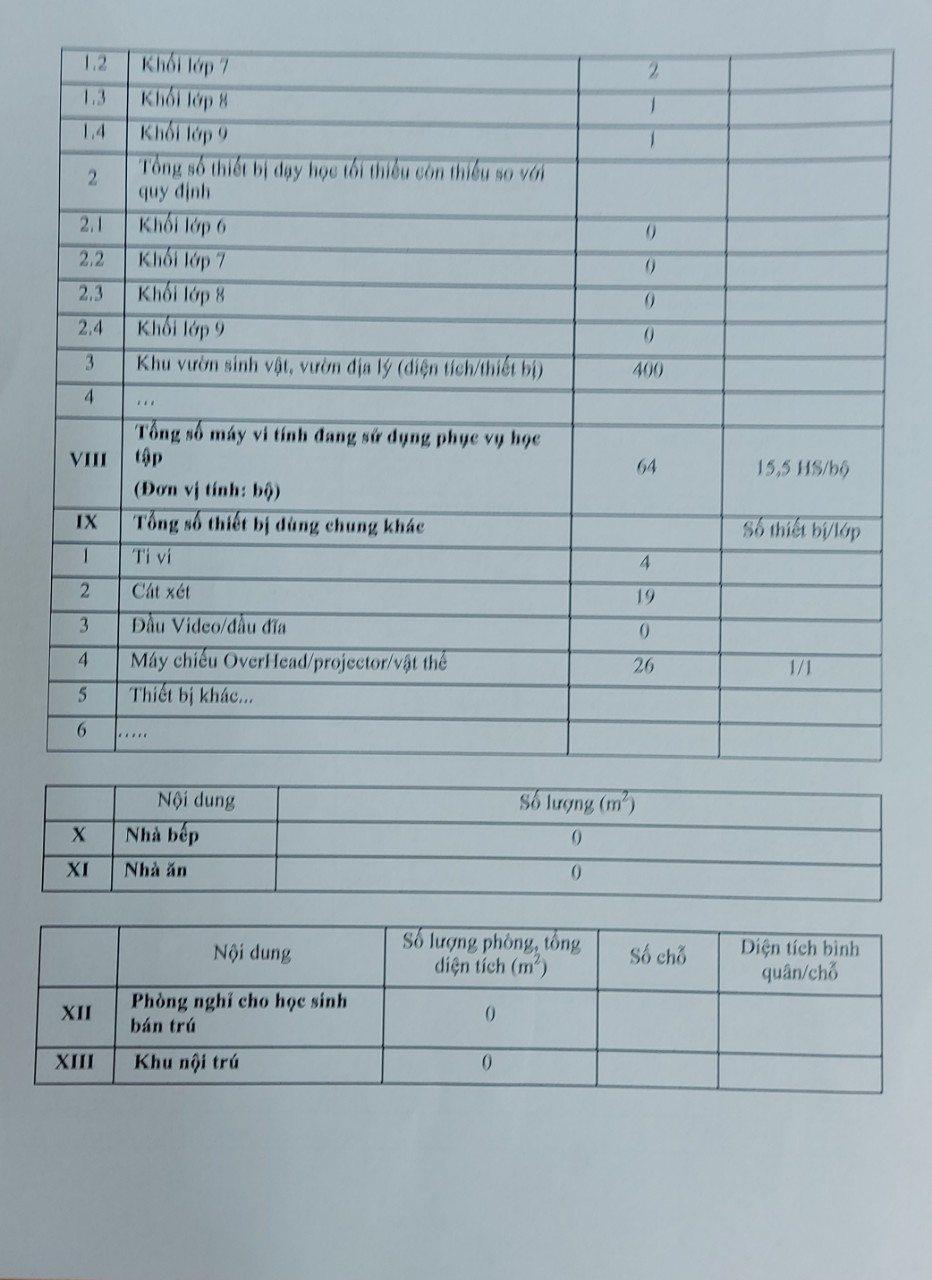 1.2 Khối lớp 7 2
1.3 Khối lớp 8 1
1.4 Khối lớp 9 1
2 Tổng số thiết bị dạy học tối thiểu còn thiếu so với
quy định
2.1 Khối lớp 6 0
2.2 Khối lớp 7 0
2.3 Khối lớp 8 0
2.4 Khối lớp 9 0
3 Khu vườn sinh vật, vườn địa lý (diện tích/thiết bị) 400
4 ...
VIII Tổng số máy vi tính đang sử dụng phục vụ học
tập 64 15,5 HS/bộ
(Đơn vị tính: bộ)
IX Tổng số thiết bị dùng chung khác Số thiết bị/lớp
1 Ti vi 4
2 Cát xét 19
3 Đầu Video/đầu đĩa 0
4 Máy chiếu OverHead/projector/vật thể 26 1/1
5 Thiết bị khác...
6 .....
Nội dung Số lượng (m²)
X Nhà bếp 0
XI Nhà ăn 0
Nội dung Số lượng phòng, tổng
diện tích (m²) Số chỗ Diện tích bình
quân/chỗ
XII Phòng nghỉ cho học sinh
bán trú 0
XIII Khu nội trú 0